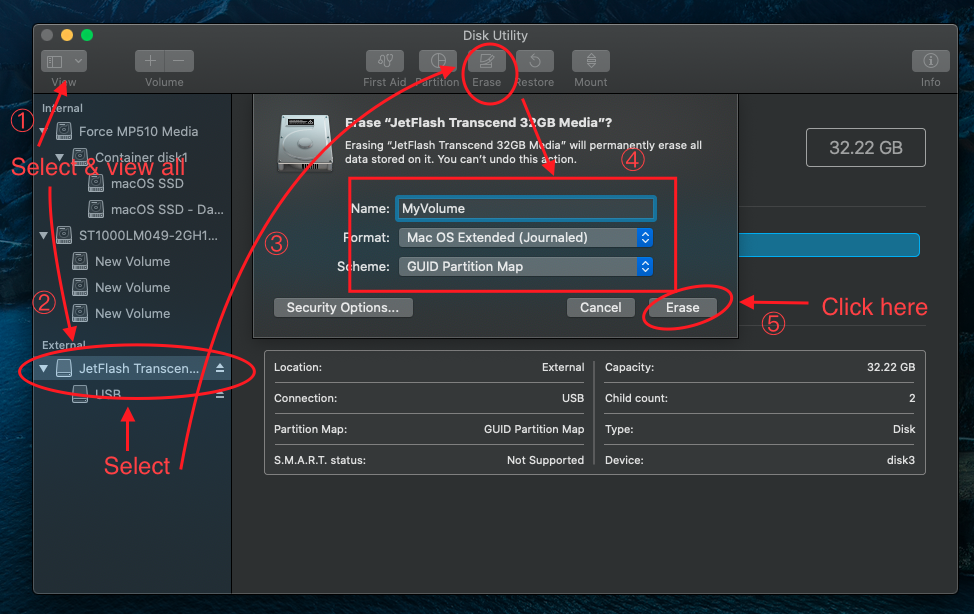 Disk Utility
View
Volume
First Aid
Partition
Erase
Restore
Mount
Info
Internal
①
Force MP510 Media
Container disk1
Select & view all
macOS SSD
macOS SSD - Da...
ST1000LM049-2GH1...
New Volume
New Volume
②
New Volume
External
JetFlash Transcen...
USB
Select
③
Erase “JetFlash Transcend 32GB Media”?
Erasing “JetFlash Transcend 32GB Media” will permanently erase all
data stored on it. You can’t undo this action.
④
Name: MyVolume
Format: Mac OS Extended (Journaled)
Scheme: GUID Partition Map
Security Options...
Cancel
Erase
⑤
Click here
32.22 GB
Location: External
Connection: USB
Partition Map: GUID Partition Map
S.M.A.R.T. status: Not Supported
Capacity: 32.22 GB
Child count: 2
Type: Disk
Device: disk3